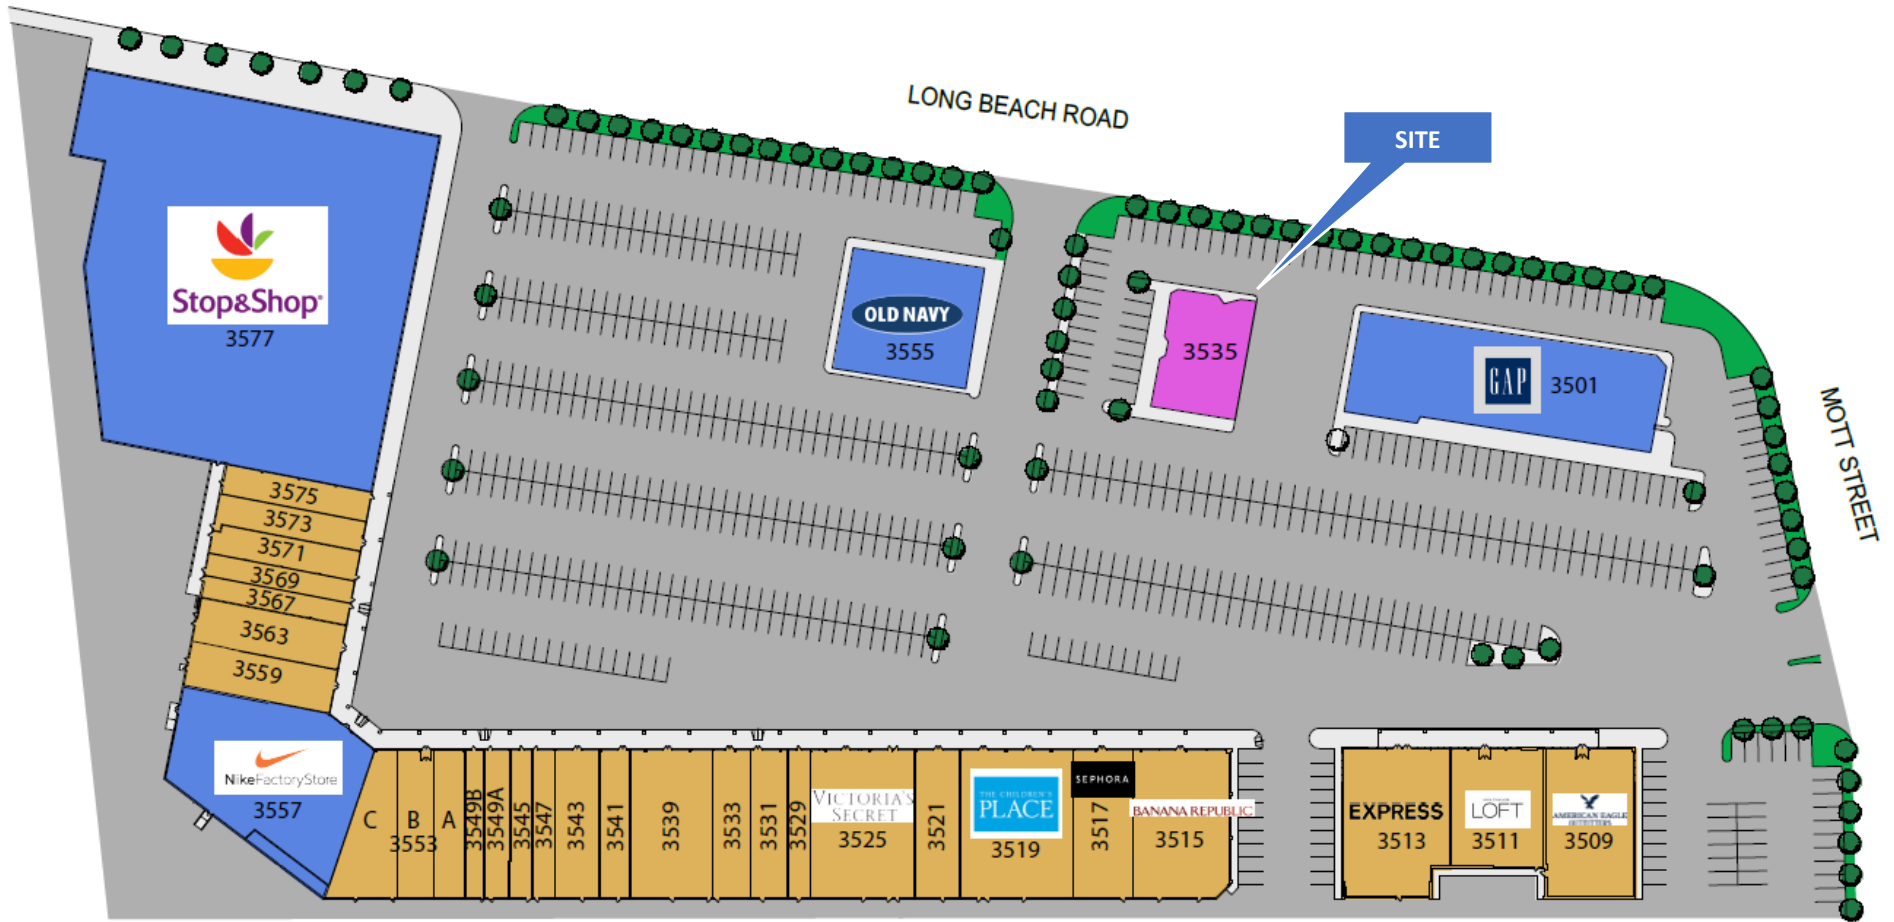 LONG BEACH ROAD
SITE
MOTT STREET
Stop&Shop
3577
OLD NAVY
3555
3535
GAP
3501
3575
3573
3571
3569
3567
3563
3559
NikeFactoryStore
3557
C
B
A
3553
3549B
3549A
3545
3547
3543
3541
3539
3533
3531
3529
VICTORIA'S
SECRET
3525
3521
THE CHILDREN'S
PLACE
3519
SEPHORA
3517
BANANA REPUBLIC
3515
EXPRESS
3513
LOFT
3511
AMERICAN EAGLE
OUTFITTERS
3509